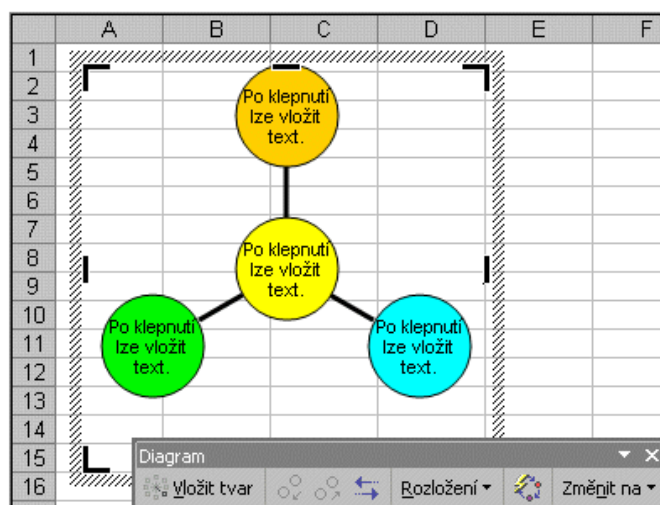 A B C D E F
1
2
3
4
5
6
7
8
9
10
11
12
13
14
15
16
Po klepnutí
lze vložit
text.
Po klepnutí
lze vložit
text.
Po klepnutí
lze vložit
text.
Po klepnutí
lze vložit
text.
Diagram
Vložit tvar Rozložení Změnit na